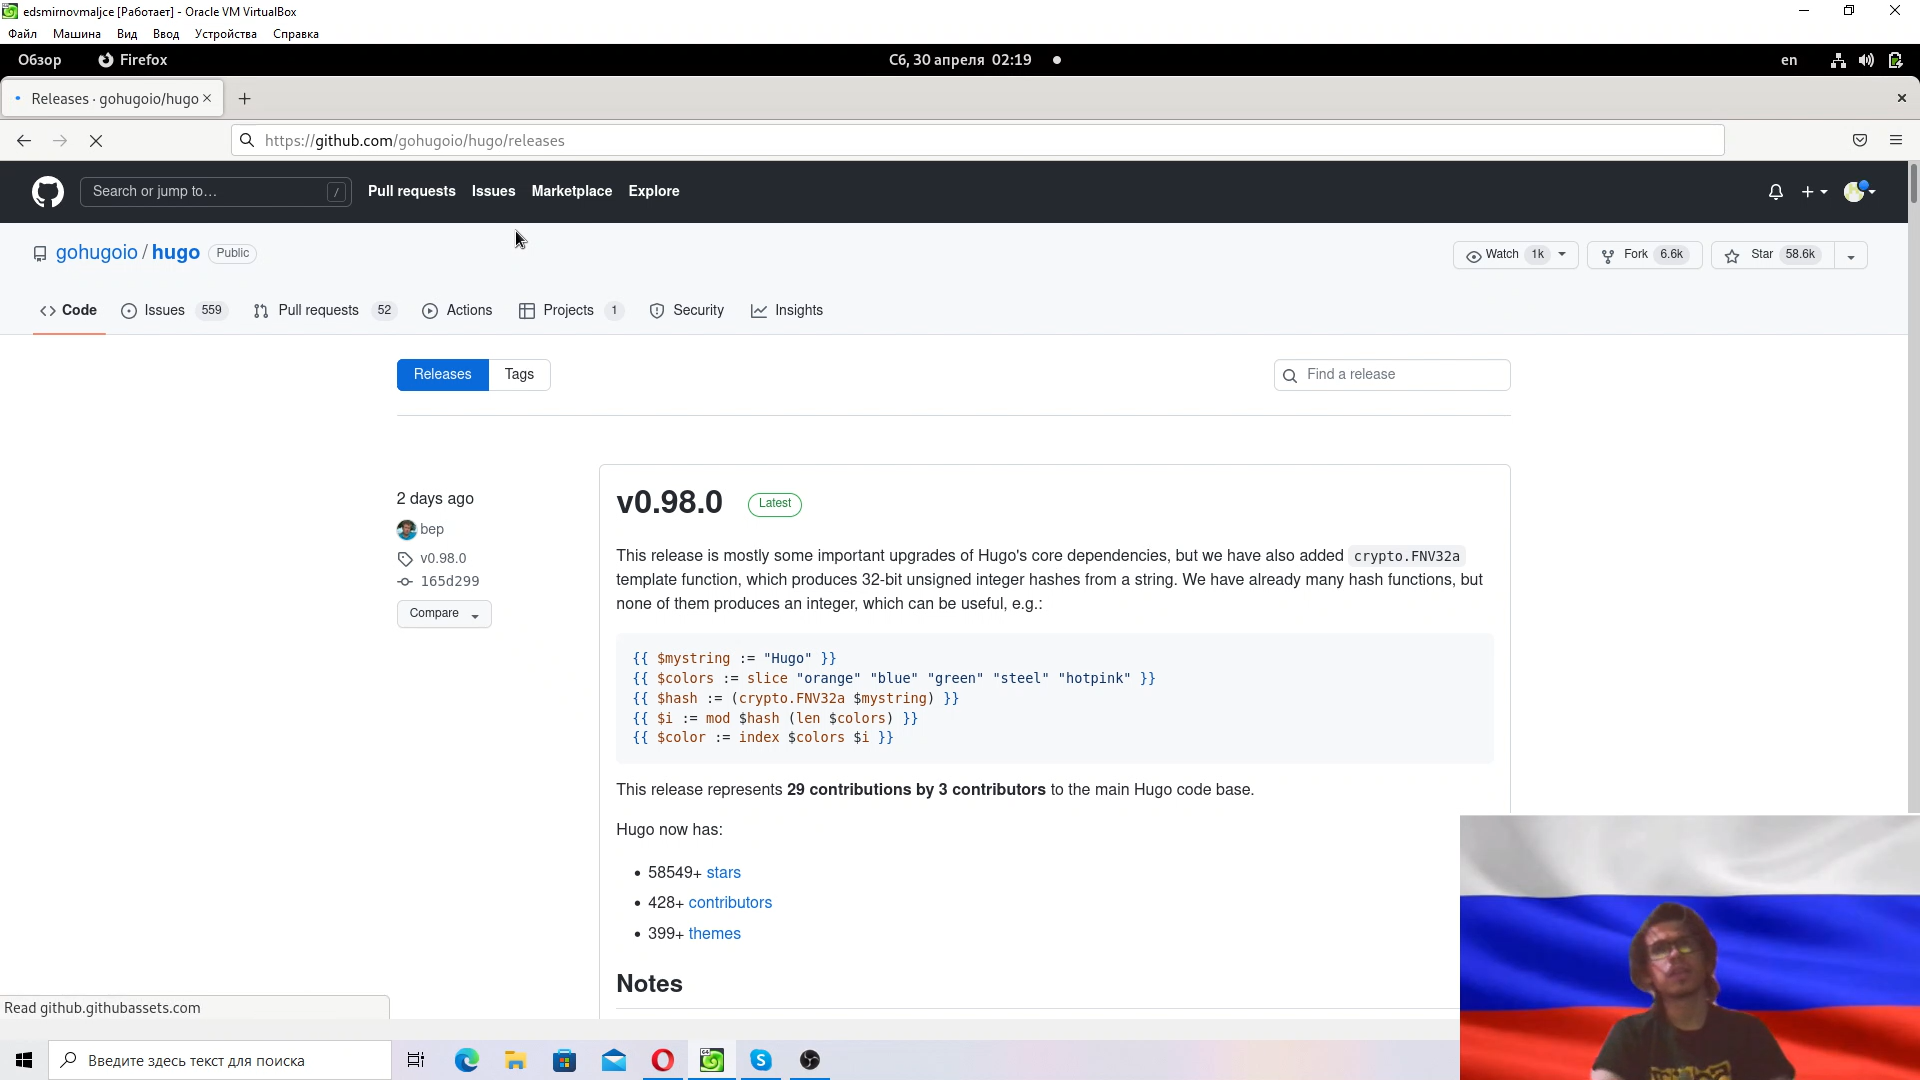 edsmirnovmaljce [Работает] - Oracle VM VirtualBox
Файл Машина Вид Ввод Устройства Справка
Обзор Firefox Сб, 30 апреля 02:19 en
Releases · gohugoio/hugo
https://github.com/gohugoio/hugo/releases
Search or jump to… / Pull requests Issues Marketplace Explore
gohugoio / hugo Public Watch 1k Fork 6.6k Star 58.6k
Code Issues 559 Pull requests 52 Actions Projects 1 Security Insights
Releases Tags Find a release
2 days ago
bep
v0.98.0
165d299
Compare
v0.98.0 Latest
This release is mostly some important upgrades of Hugo's core dependencies, but we have also added crypto.FNV32a
template function, which produces 32-bit unsigned integer hashes from a string. We have already many hash functions, but
none of them produces an integer, which can be useful, e.g.:
{{ $mystring := "Hugo" }}
{{ $colors := slice "orange" "blue" "green" "steel" "hotpink" }}
{{ $hash := (crypto.FNV32a $mystring) }}
{{ $i := mod $hash (len $colors) }}
{{ $color := index $colors $i }}
This release represents 29 contributions by 3 contributors to the main Hugo code base.
Hugo now has:
58549+ stars
428+ contributors
399+ themes
Notes
Read github.githubassets.com
Введите здесь текст для поиска